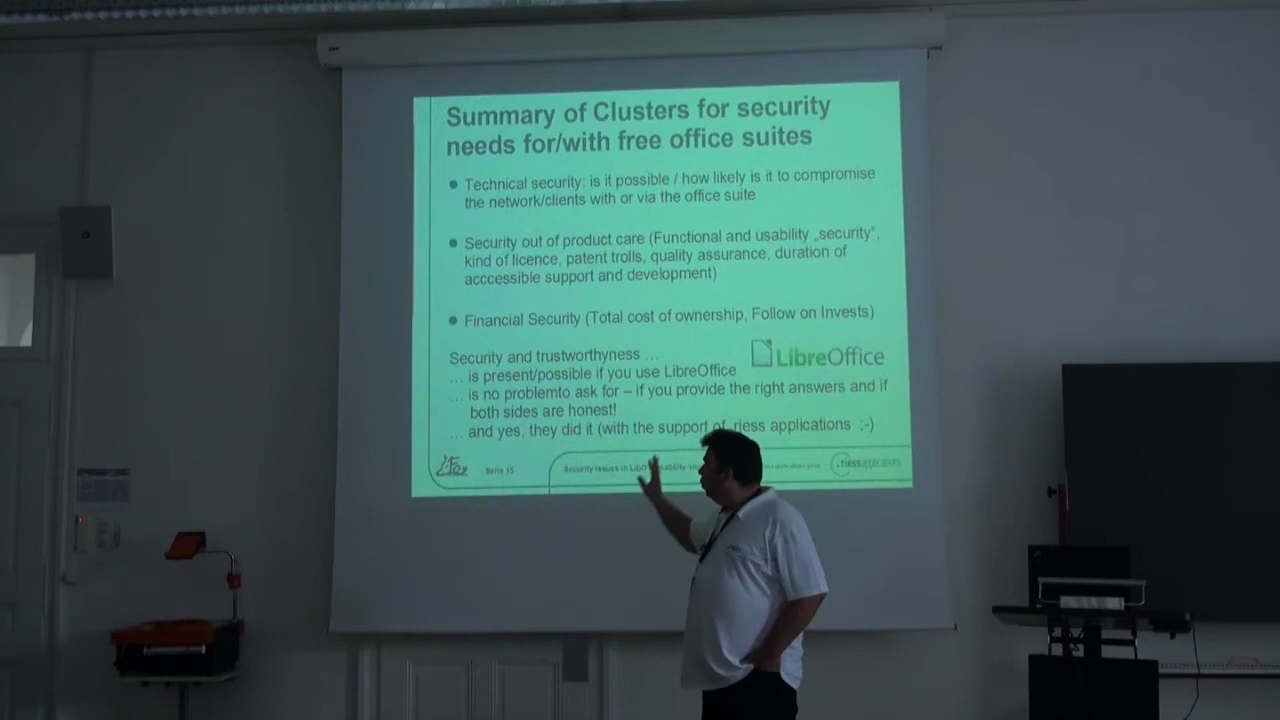 Summary of Clusters for security
needs for/with free office suites
Technical security: is it possible / how likely is it to compromise
the network/clients with or via the office suite
Security out of product care (Functional and usability „security“,
kind of licence, patent trolls, quality assurance, duration of
acccessible support and development)
Financial Security (Total cost of ownership, Follow on Invests)
Security and trustworthyness ...
LibreOffice
... is present/possible if you use LibreOffice
... is no problemto ask for – if you provide the right answers and if
both sides are honest!
... and yes, they did it (with the support of riess applications ;-)
Seite 15
Security issues in LibO
riessapplications